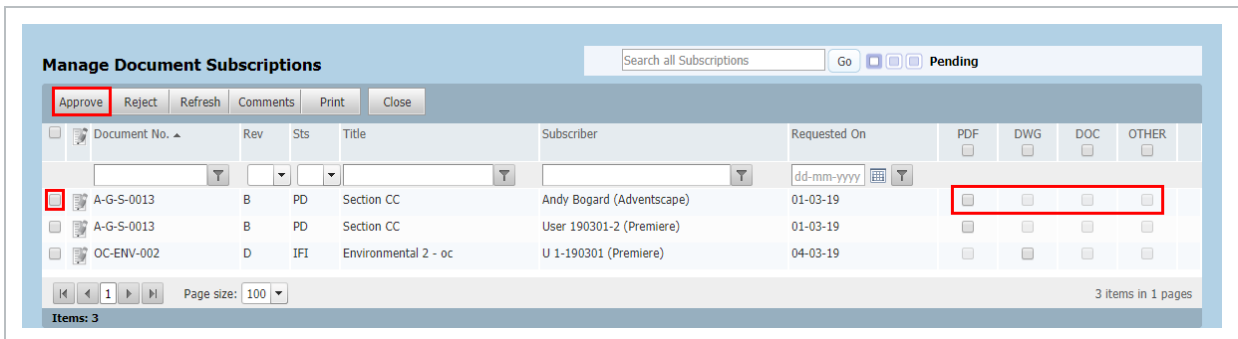 Manage Document Subscriptions
Search all Subscriptions Go Pending
Approve Reject Refresh Comments Print Close
Document No. Rev Sts Title Subscriber Requested On PDF DWG DOC OTHER
dd-mm-yyyy
A-G-S-0013 B PD Section CC Andy Bogard (Adventscape) 01-03-19
A-G-S-0013 B PD Section CC User 190301-2 (Premiere) 01-03-19
OC-ENV-002 D IFI Environmental 2 - oc U 1-190301 (Premiere) 04-03-19
1 Page size: 100 3 items in 1 pages
Items: 3